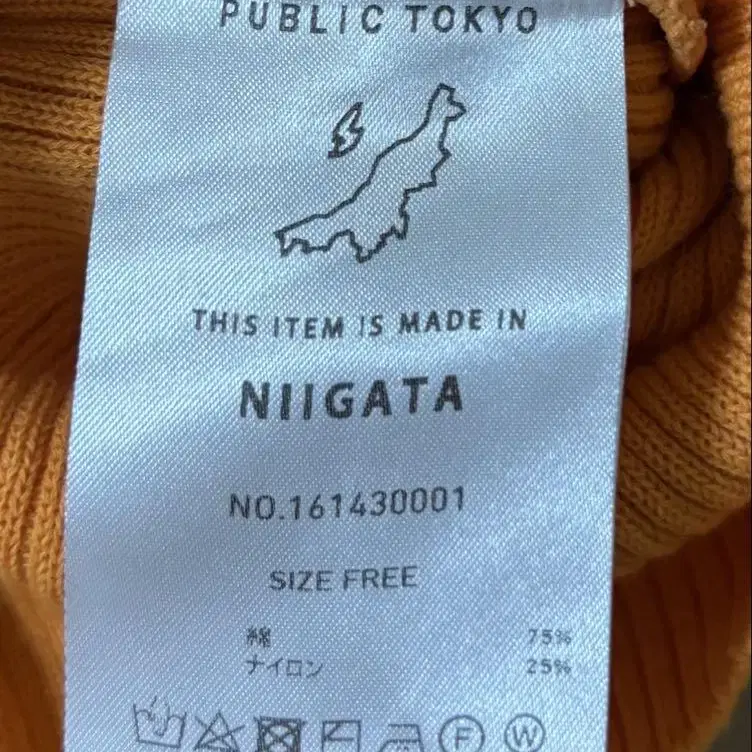 PUBLIC TOKYO
THIS ITEM IS MADE IN
NIIGATA
NO.161430001
SIZE FREE
綿 75%
ナイロン 25%
F W